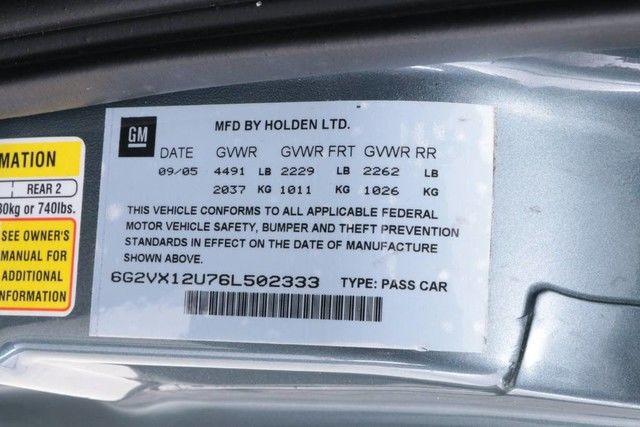 MATION
REAR 2
0kg or 740lbs.
SEE OWNER'S
MANUAL FOR
ADDITIONAL
INFORMATION
GM
MFD BY HOLDEN LTD.
DATE GVWR GVWR FRT GVWR RR
09/05 4491 LB 2229 LB 2262 LB
2037 KG 1011 KG 1026 KG
THIS VEHICLE CONFORMS TO ALL APPLICABLE FEDERAL
MOTOR VEHICLE SAFETY, BUMPER AND THEFT PREVENTION
STANDARDS IN EFFECT ON THE DATE OF MANUFACTURE
SHOWN ABOVE.
6G2VX12U76L502333 TYPE: PASS CAR